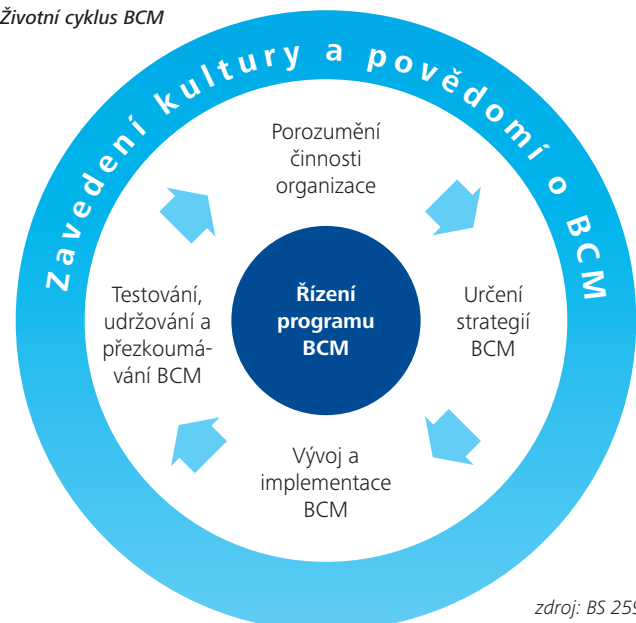 Životní cyklus BCM
Zavedení kultury a povědomí o BCM
Porozumění
činnosti
organizace
Určení
strategií
BCM
Vývoj a
implementace
BCM
Testování,
udržování a
přezkoumá-
vání BCM
Řízení
programu
BCM
zdroj: BS 259